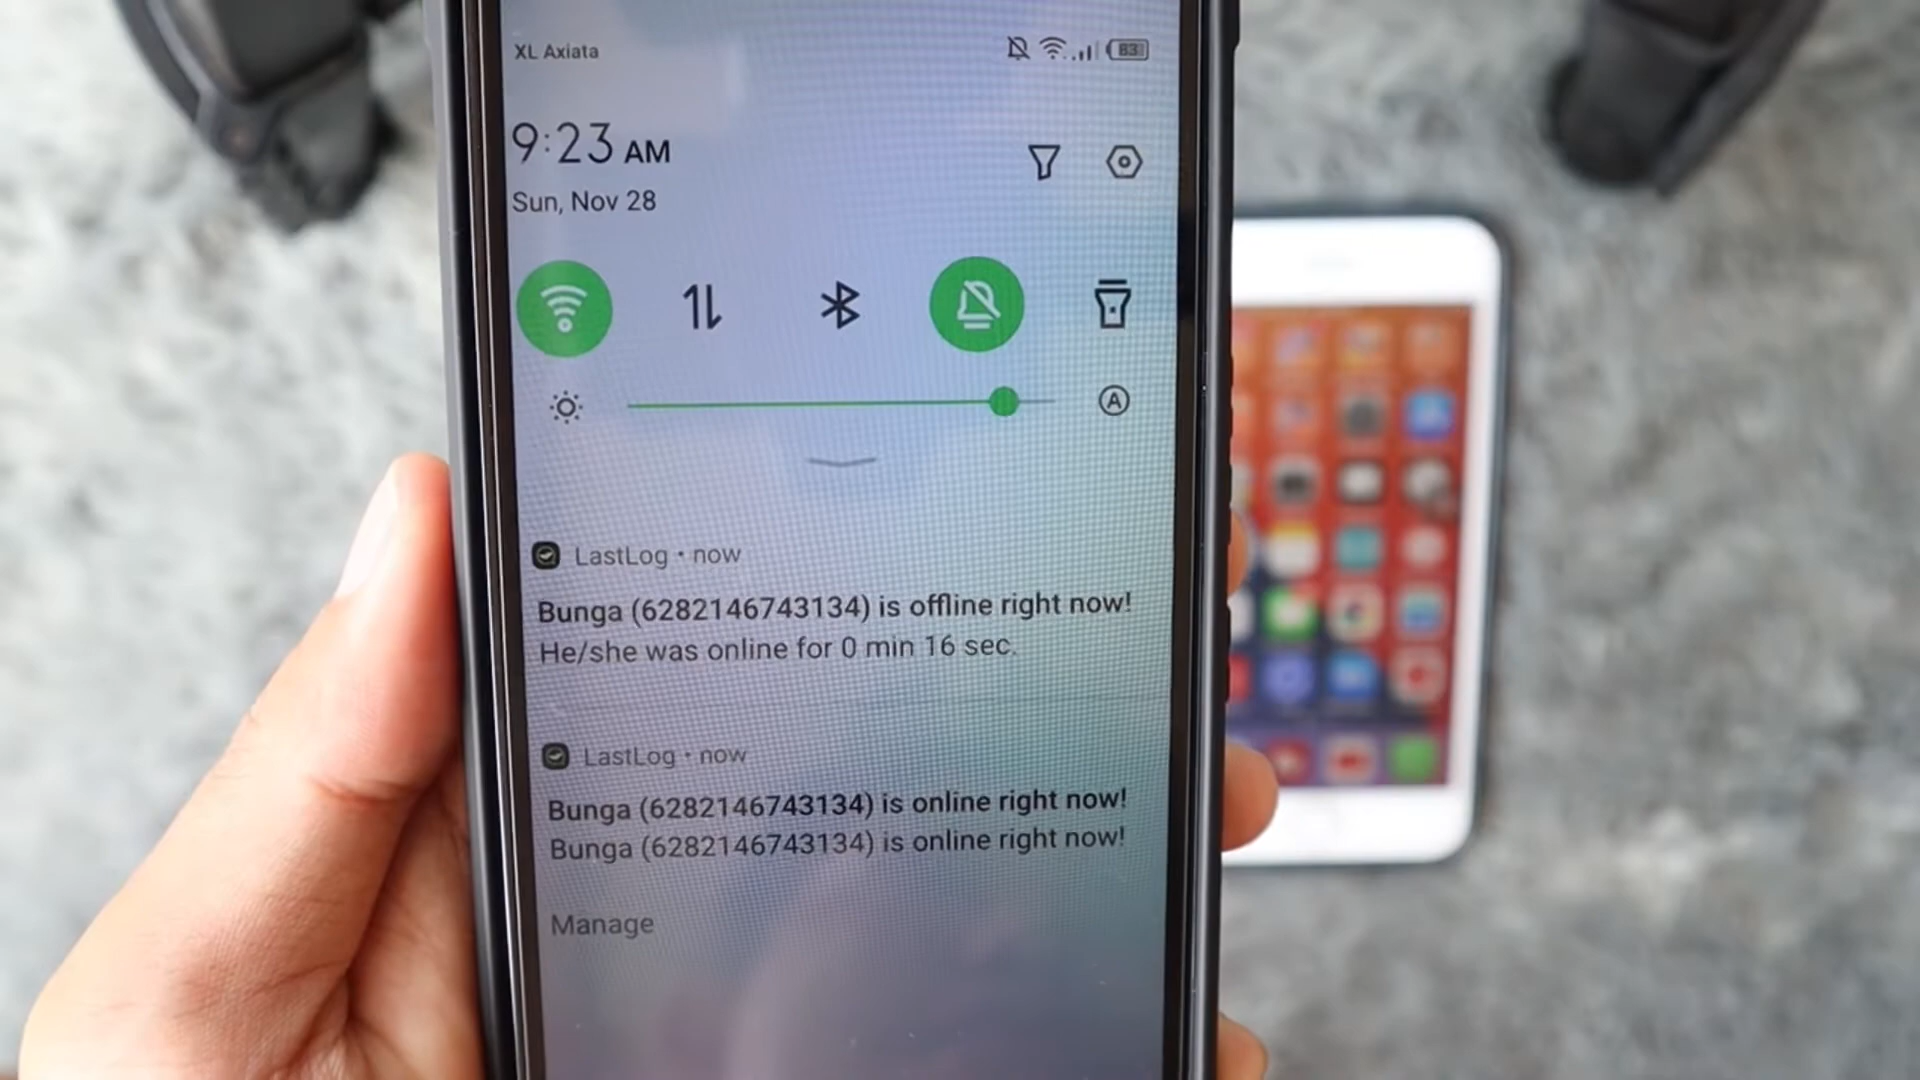 XL Axiata
83
9:23 AM
Sun, Nov 28
A
LastLog • now
Bunga (6282146743134) is offline right now!
He/she was online for 0 min 16 sec.
LastLog • now
Bunga (6282146743134) is online right now!
Bunga (6282146743134) is online right now!
Manage